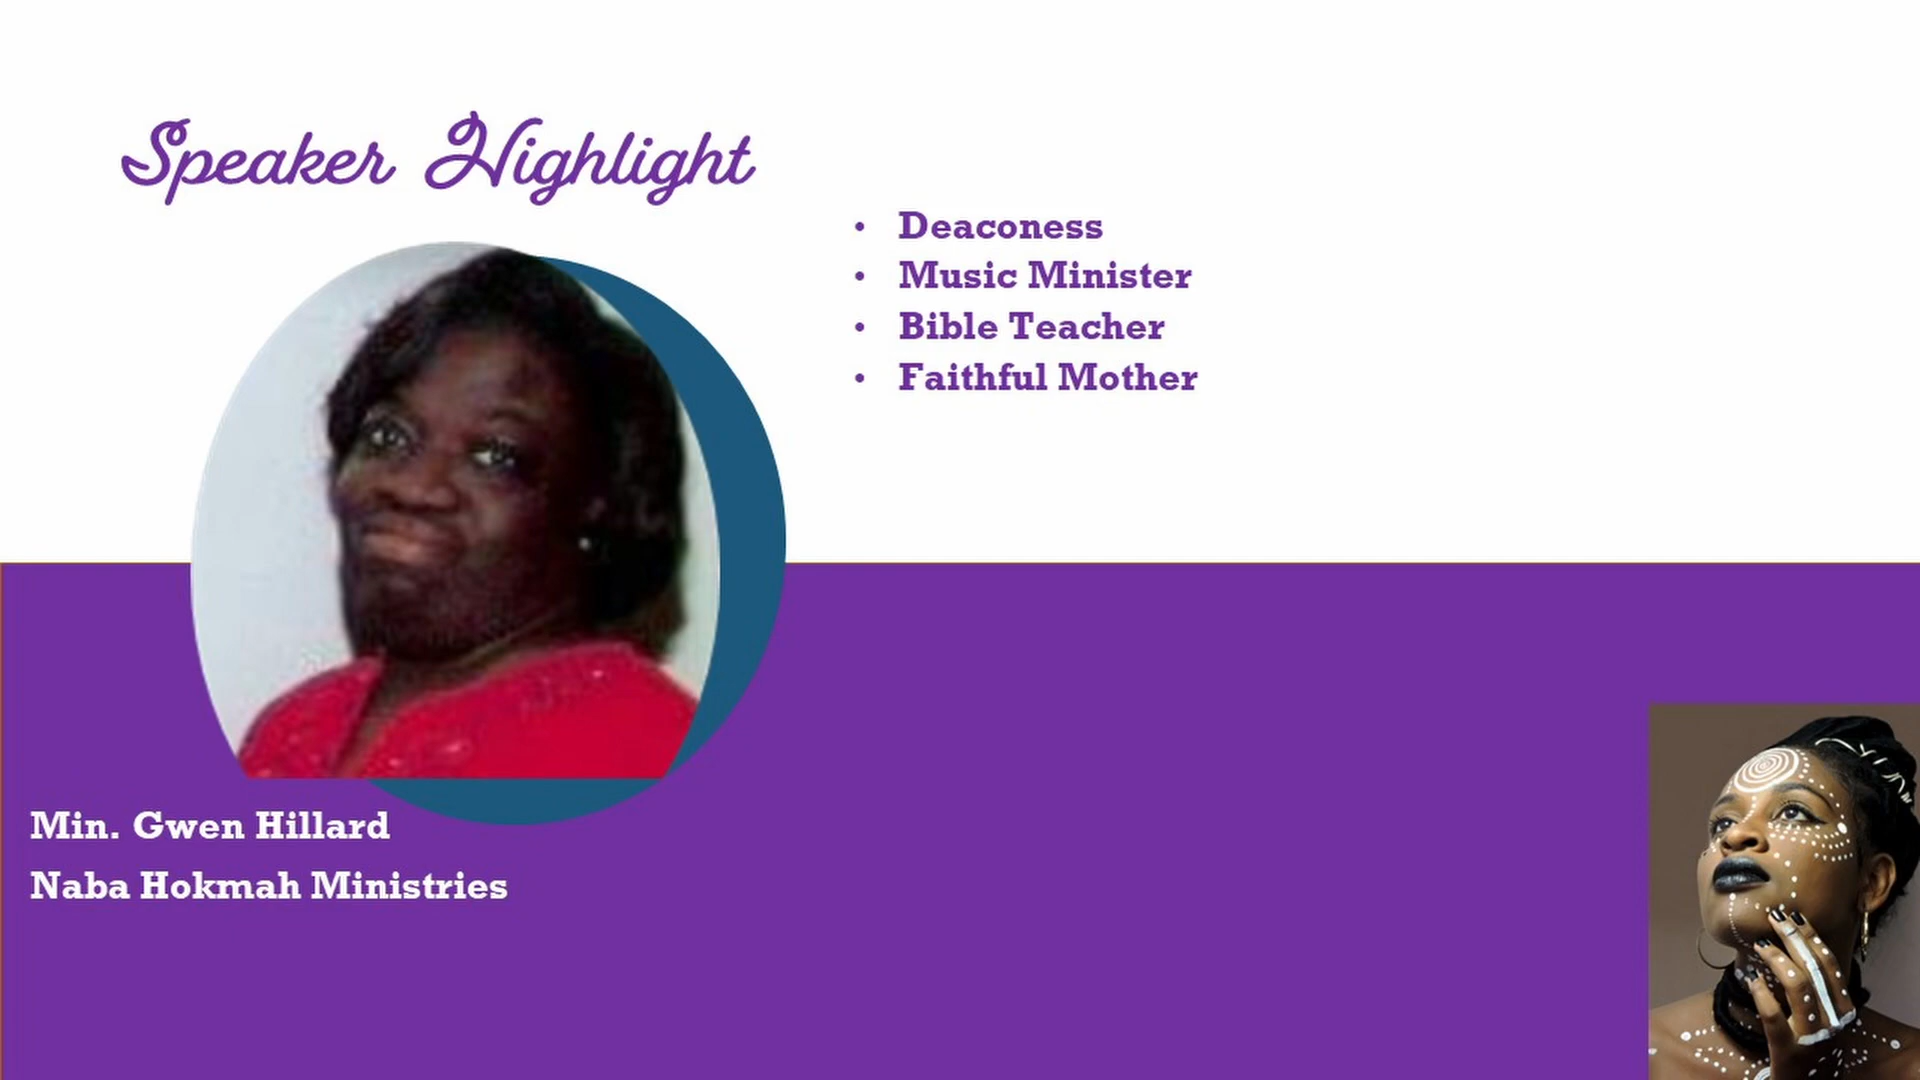 Speaker Highlight
• Deaconess
• Music Minister
• Bible Teacher
• Faithful Mother
Min. Gwen Hillard
Naba Hokmah Ministries